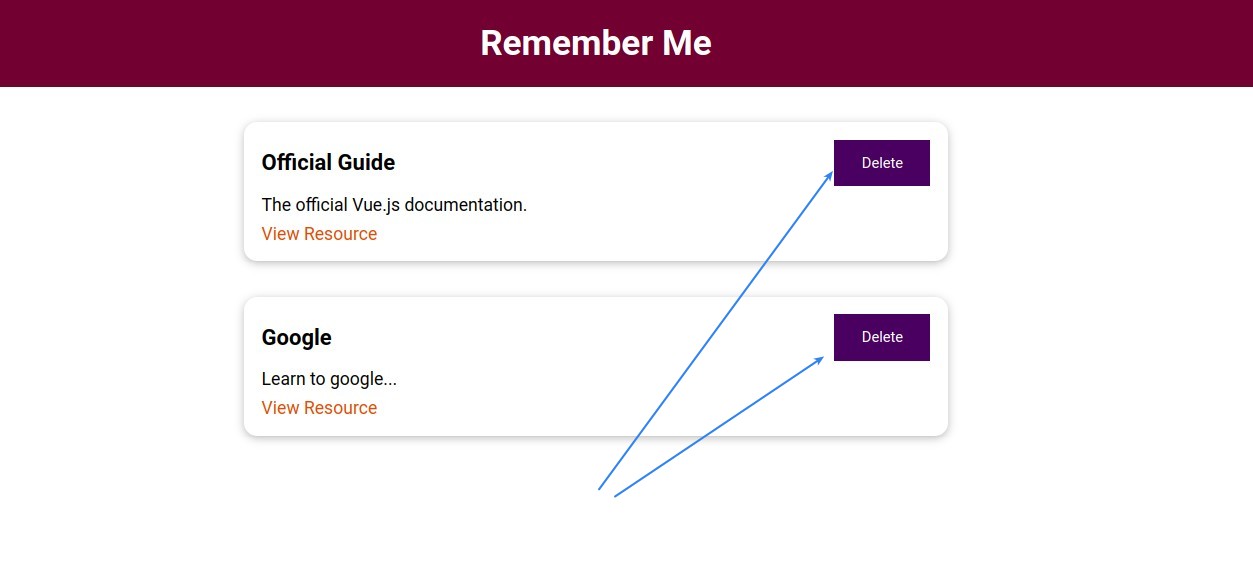 Remember Me
Official Guide
Delete
The official Vue.js documentation.
View Resource
Google
Delete
Learn to google...
View Resource